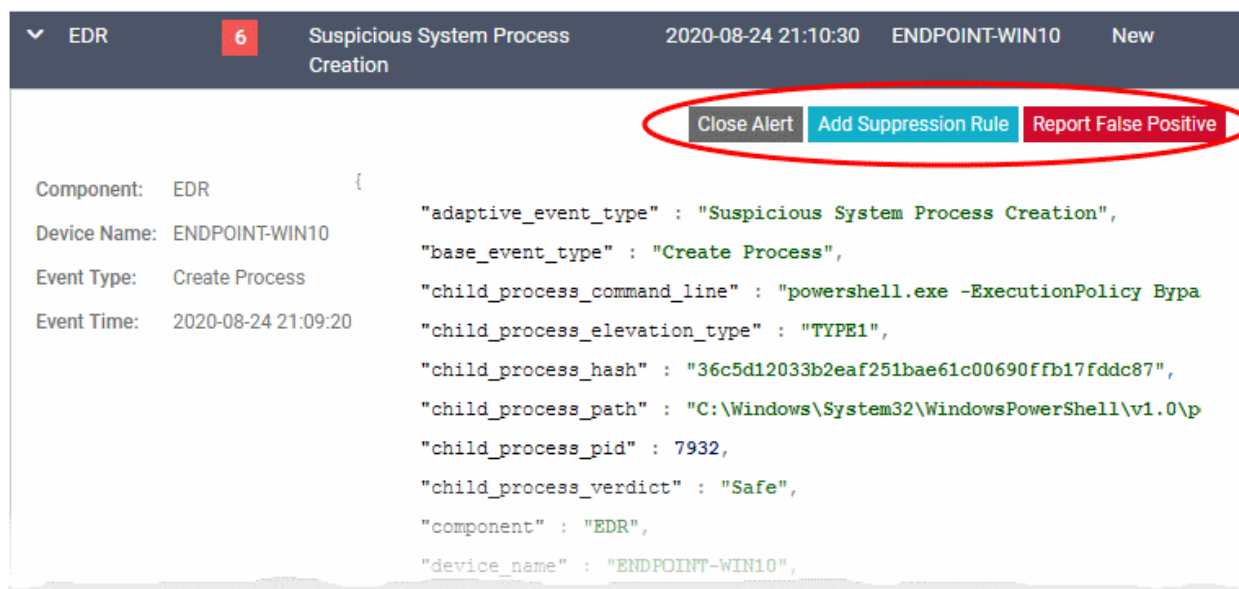 EDR 6 Suspicious System Process Creation 2020-08-24 21:10:30 ENDPOINT-WIN10 New
Close Alert Add Suppression Rule Report False Positive
Component: EDR
Device Name: ENDPOINT-WIN10
Event Type: Create Process
Event Time: 2020-08-24 21:09:20
{
"adaptive_event_type" : "Suspicious System Process Creation",
"base_event_type" : "Create Process",
"child_process_command_line" : "powershell.exe -ExecutionPolicy Bypa
"child_process_elevation_type" : "TYPE1",
"child_process_hash" : "36c5d12033b2eaf251bae61c00690ffb17fddc87",
"child_process_path" : "C:\Windows\System32\WindowsPowerShell\v1.0\p
"child_process_pid" : 7932,
"child_process_verdict" : "Safe",
"component" : "EDR",
"device_name" : "ENDPOINT-WIN10",